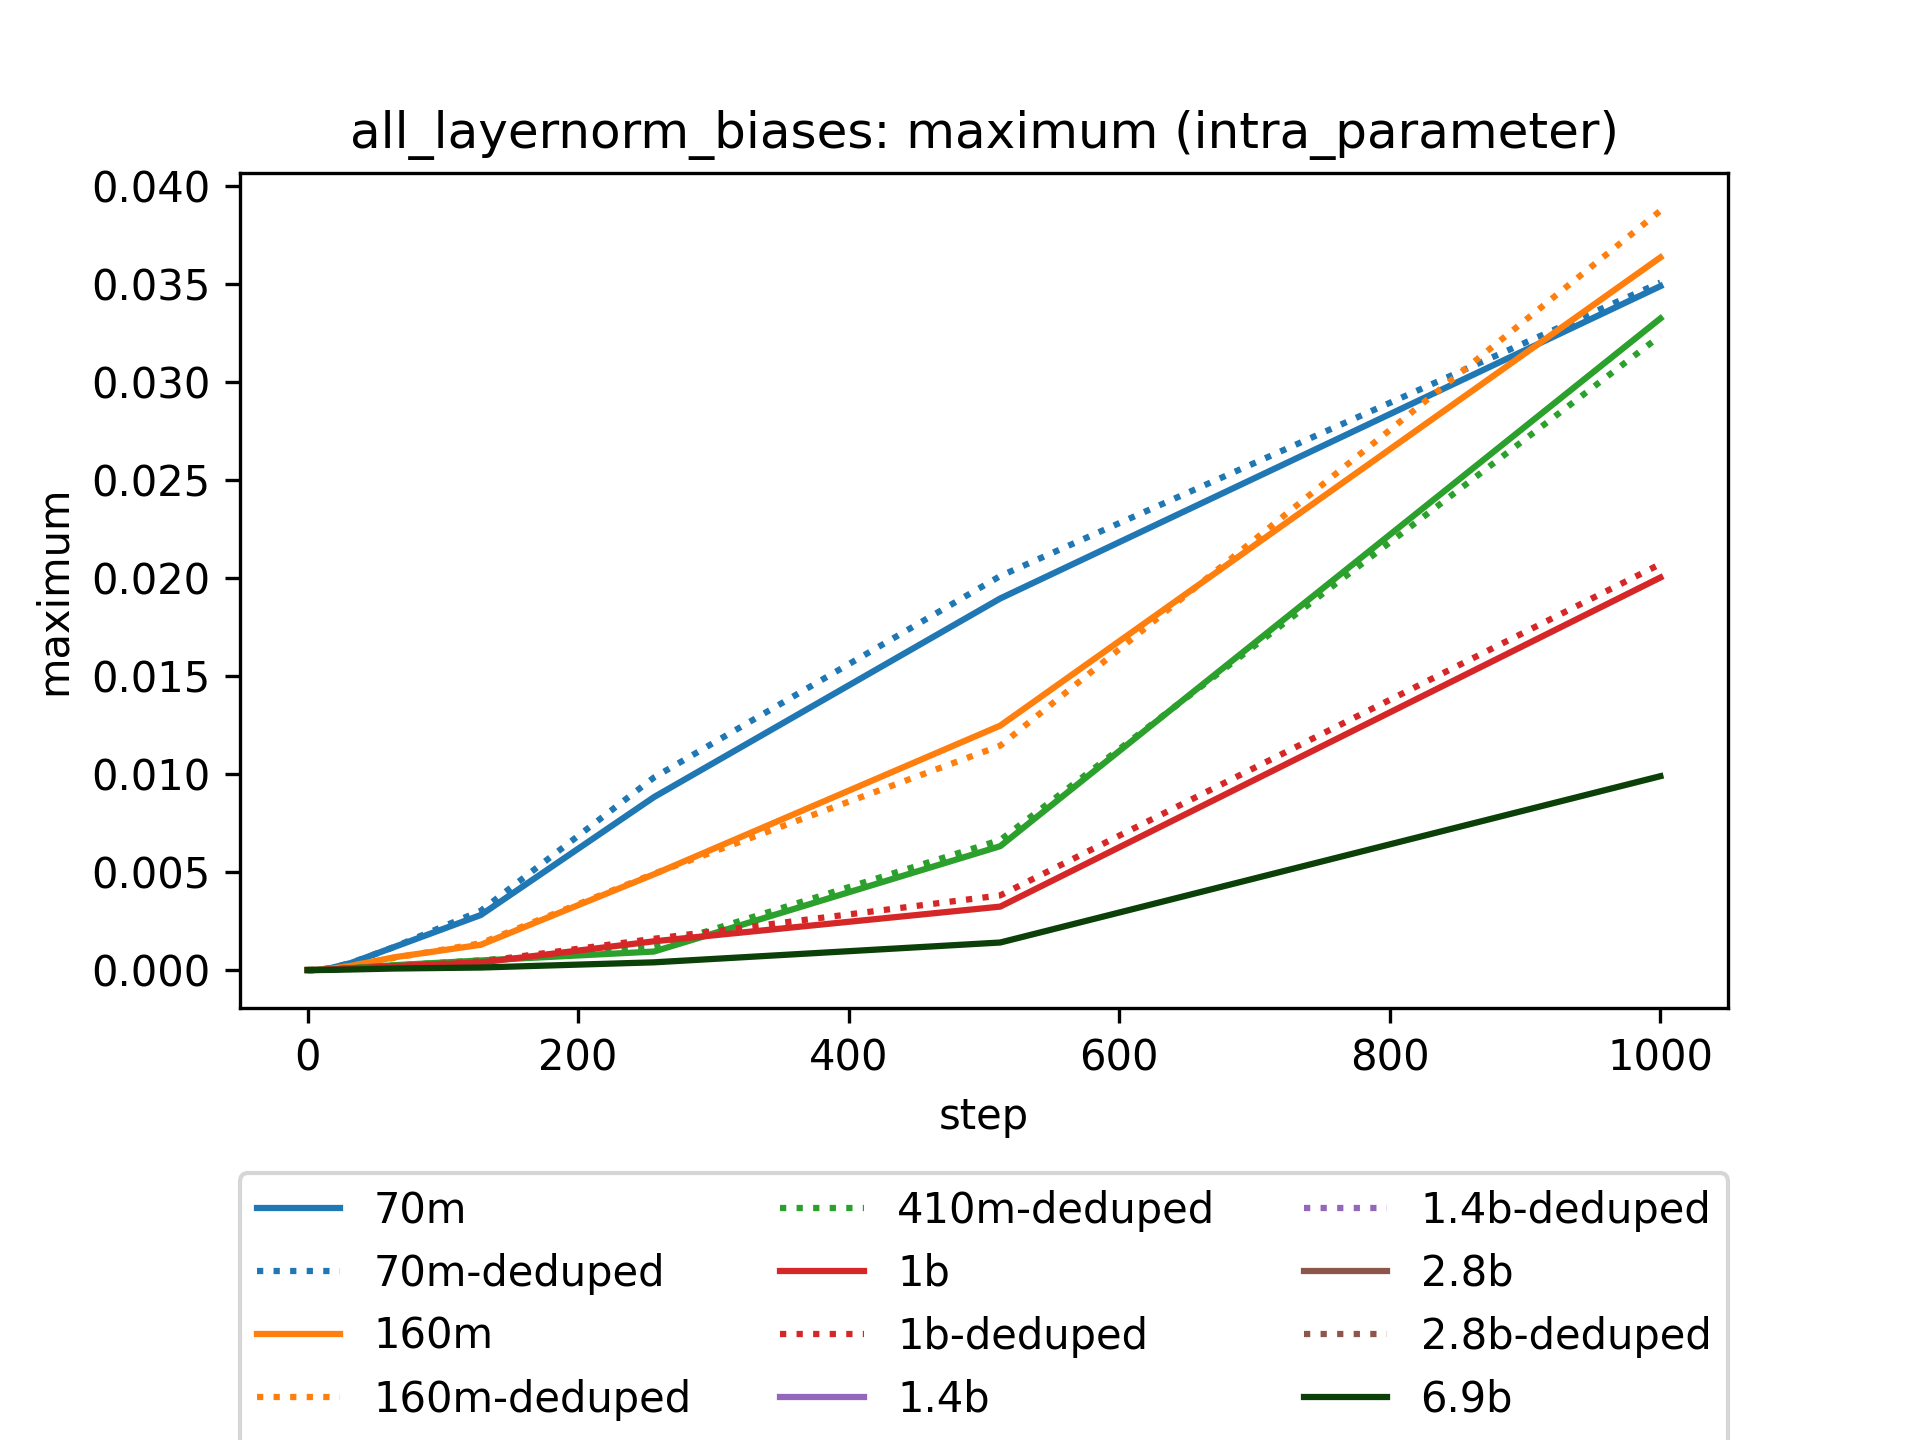 all_layernorm_biases: maximum (intra_parameter)
0.040
0.035
0.030
0.025
0.020
0.015
0.010
0.005
0.000
maximum
0 200 400 600 800 1000
step
70m 410m-deduped 1.4b-deduped
70m-deduped 1b 2.8b
160m 1b-deduped 2.8b-deduped
160m-deduped 1.4b 6.9b